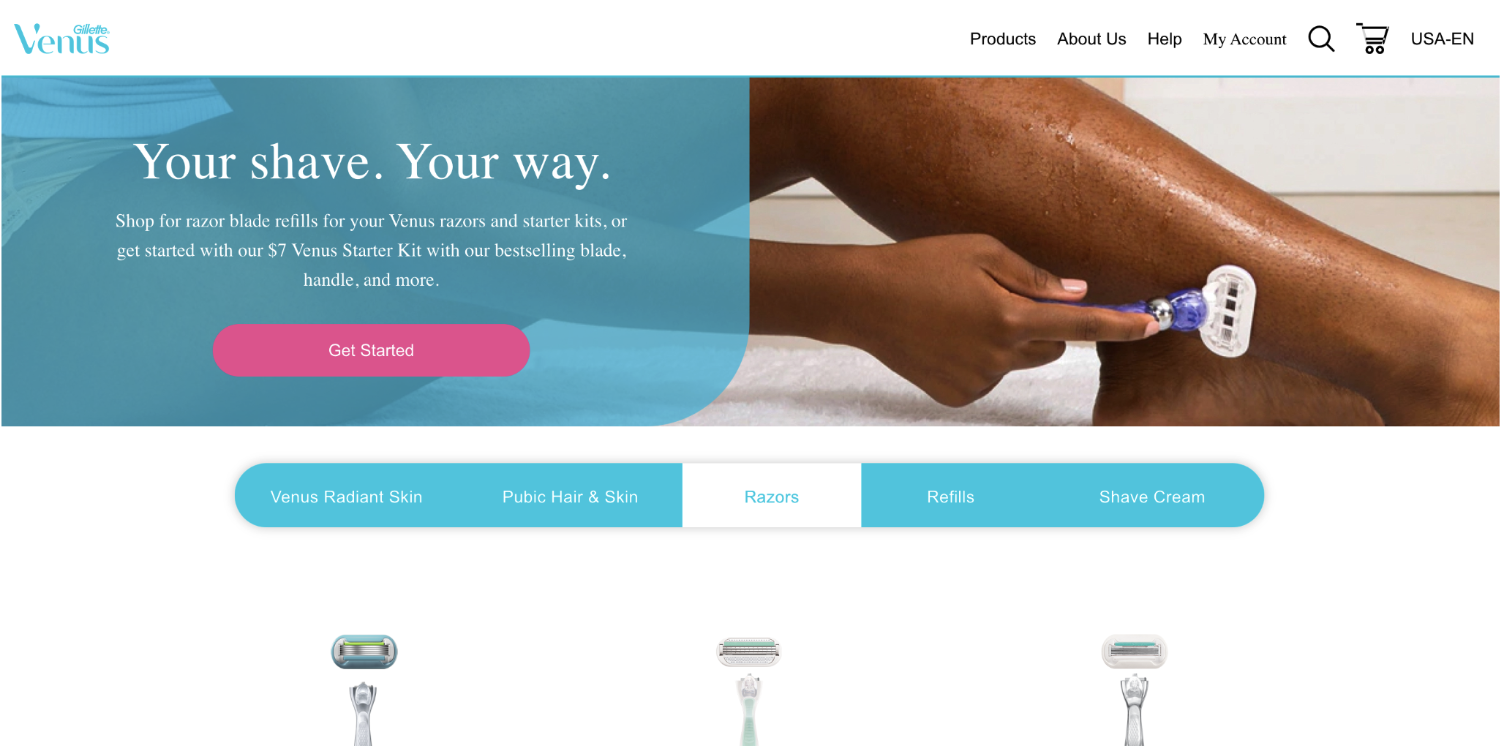 Gillette
Venus
Products About Us Help My Account USA-EN
Your shave. Your way.
Shop for razor blade refills for your Venus razors and starter kits, or
get started with our $7 Venus Starter Kit with our bestselling blade,
handle, and more.
Get Started
Venus Radiant Skin Pubic Hair & Skin Razors Refills Shave Cream